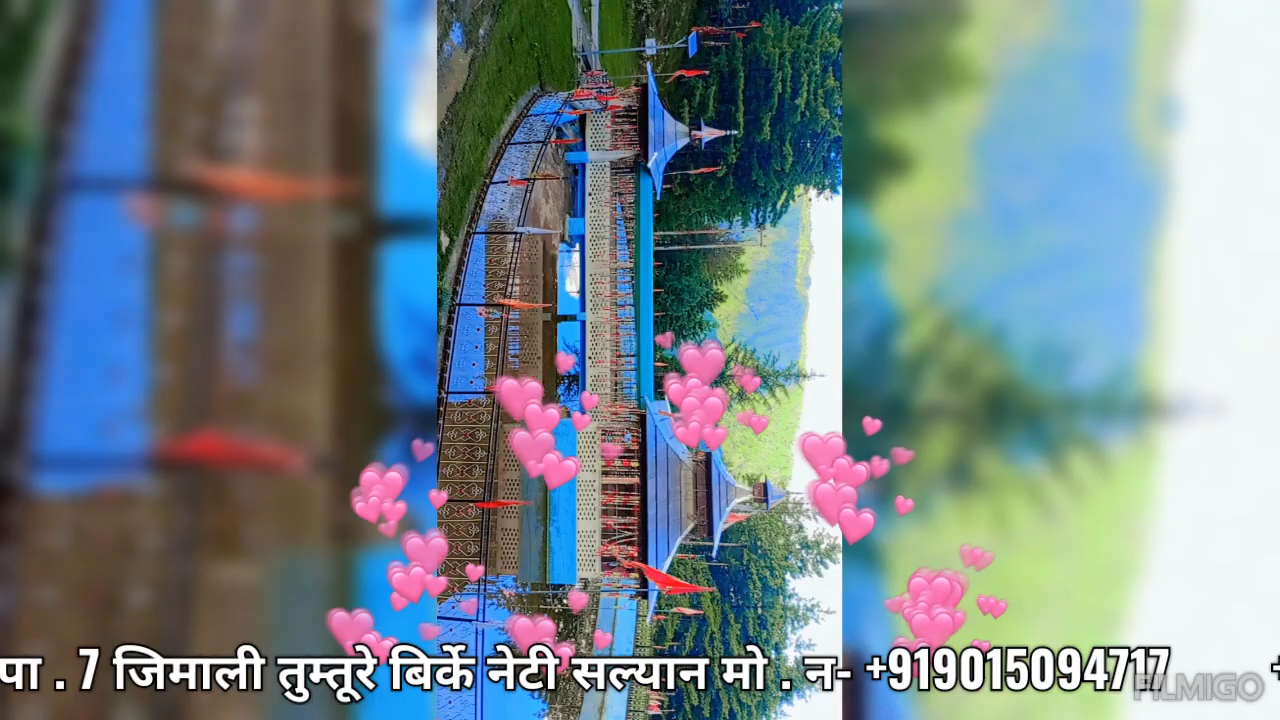 पा . 7 जिमाली तुम्तूरे बिर्के नेटी सल्यान मो . न- +919015094717 +
FILMIGO